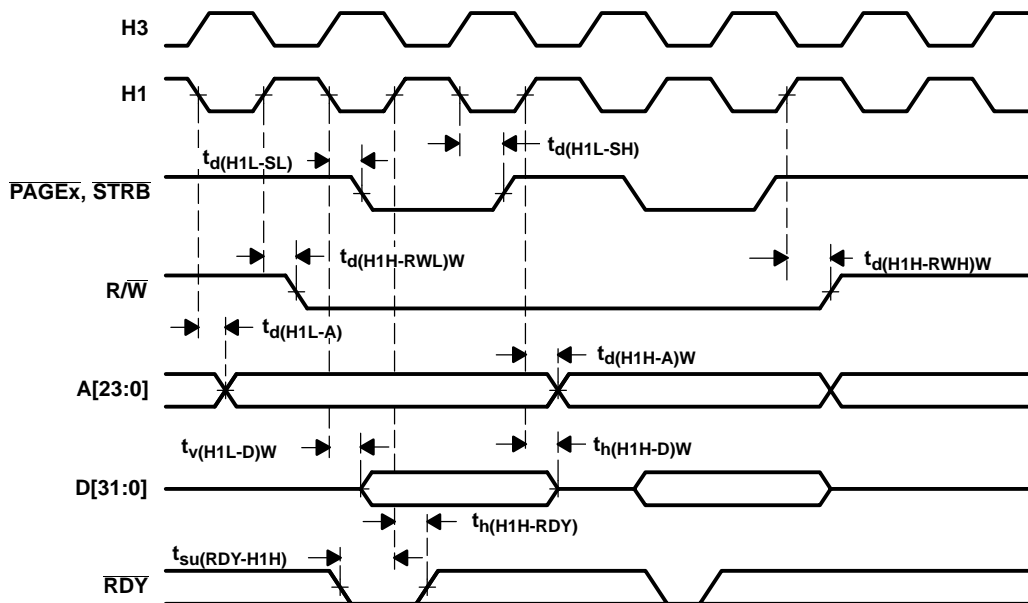 H3
H1
td(H1L-SL)
td(H1L-SH)
PAGEx, STRB
td(H1H-RWL)W
td(H1H-RWH)W
R/W
td(H1L-A)
td(H1H-A)W
A[23:0]
tv(H1L-D)W
th(H1H-D)W
D[31:0]
th(H1H-RDY)
tsu(RDY-H1H)
RDY